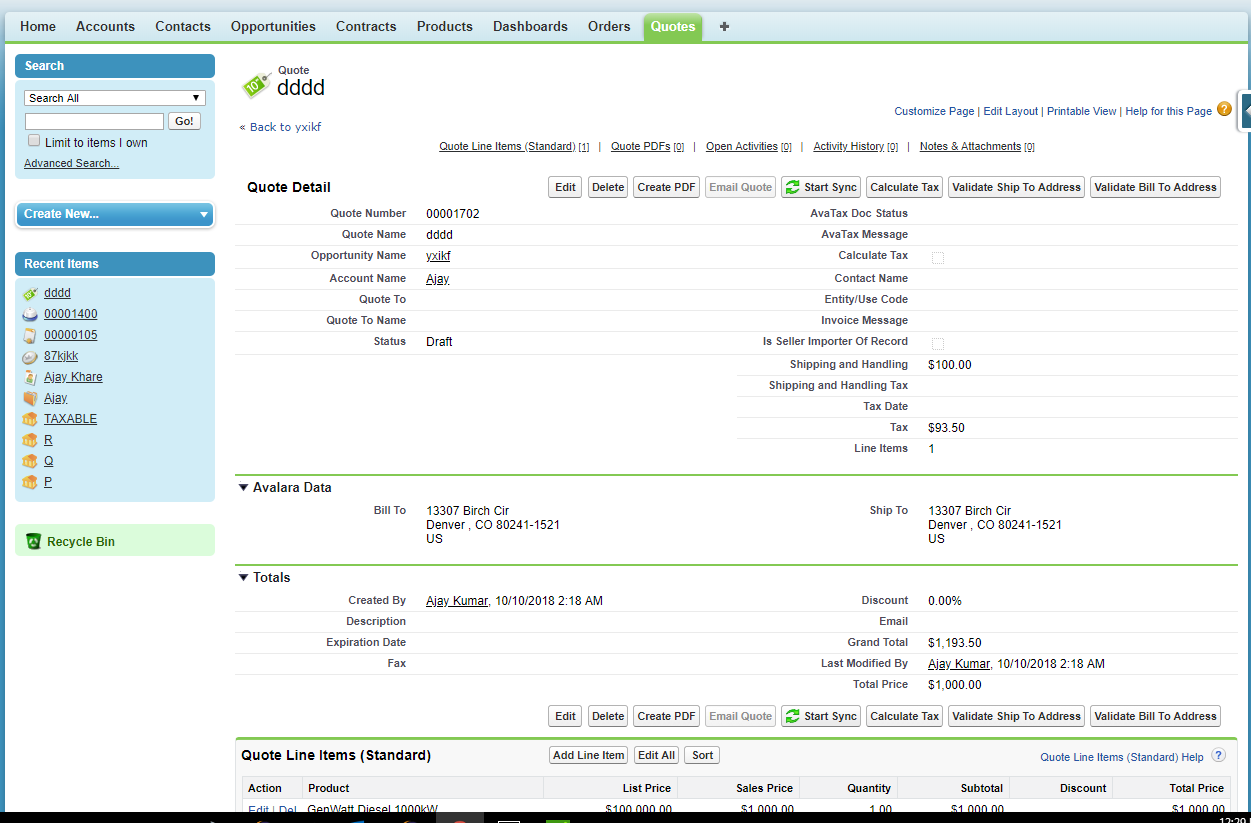 Home Accounts Contacts Opportunities Contracts Products Dashboards Orders Quotes +
Search
Search All
Go!
Limit to items I own
Advanced Search...
Create New...
Recent Items
dddd
00001400
00000105
87kjkk
Ajay Khare
Ajay
TAXABLE
R
Q
P
Recycle Bin
Quote
dddd
Customize Page | Edit Layout | Printable View | Help for this Page ?
« Back to yxikf
Quote Line Items (Standard) [1] | Quote PDFs [0] | Open Activities [0] | Activity History [0] | Notes & Attachments [0]
Quote Detail Edit Delete Create PDF Email Quote Start Sync Calculate Tax Validate Ship To Address Validate Bill To Address
Quote Number 00001702 AvaTax Doc Status
Quote Name dddd AvaTax Message
Opportunity Name yxikf Calculate Tax
Account Name Ajay Contact Name
Quote To Entity/Use Code
Quote To Name Invoice Message
Status Draft Is Seller Importer Of Record
Shipping and Handling $100.00
Shipping and Handling Tax
Tax Date
Tax $93.50
Line Items 1
Avalara Data
Bill To 13307 Birch Cir Ship To 13307 Birch Cir
Denver , CO 80241-1521 Denver , CO 80241-1521
US US
Totals
Created By Ajay Kumar, 10/10/2018 2:18 AM Discount 0.00%
Description Email
Expiration Date Grand Total $1,193.50
Fax Last Modified By Ajay Kumar, 10/10/2018 2:18 AM
Total Price $1,000.00
Edit Delete Create PDF Email Quote Start Sync Calculate Tax Validate Ship To Address Validate Bill To Address
Quote Line Items (Standard) Add Line Item Edit All Sort Quote Line Items (Standard) Help ?
Action Product List Price Sales Price Quantity Subtotal Discount Total Price
Edit | Del GenWatt Diesel 1000kW $100,000.00 $1,000.00 1.00 $1,000.00 $1,000.00